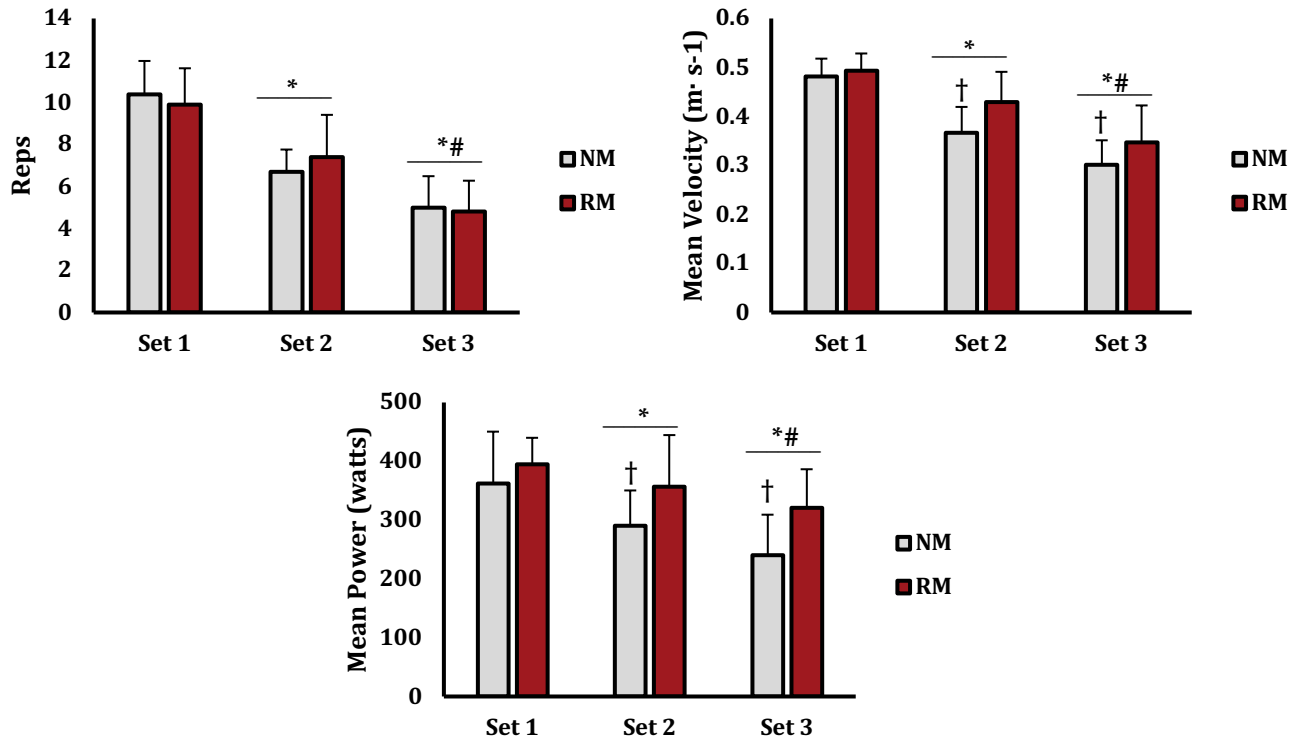 Reps
14
12
10
8
6
4
2
0
*
*#
Set 1 Set 2 Set 3
NM
RM
Mean Velocity (m· s-1)
0.6
0.5
0.4
0.3
0.2
0.1
0
*
†
*#
†
Set 1 Set 2 Set 3
NM
RM
Mean Power (watts)
500
400
300
200
100
0
*
†
*#
†
Set 1 Set 2 Set 3
NM
RM